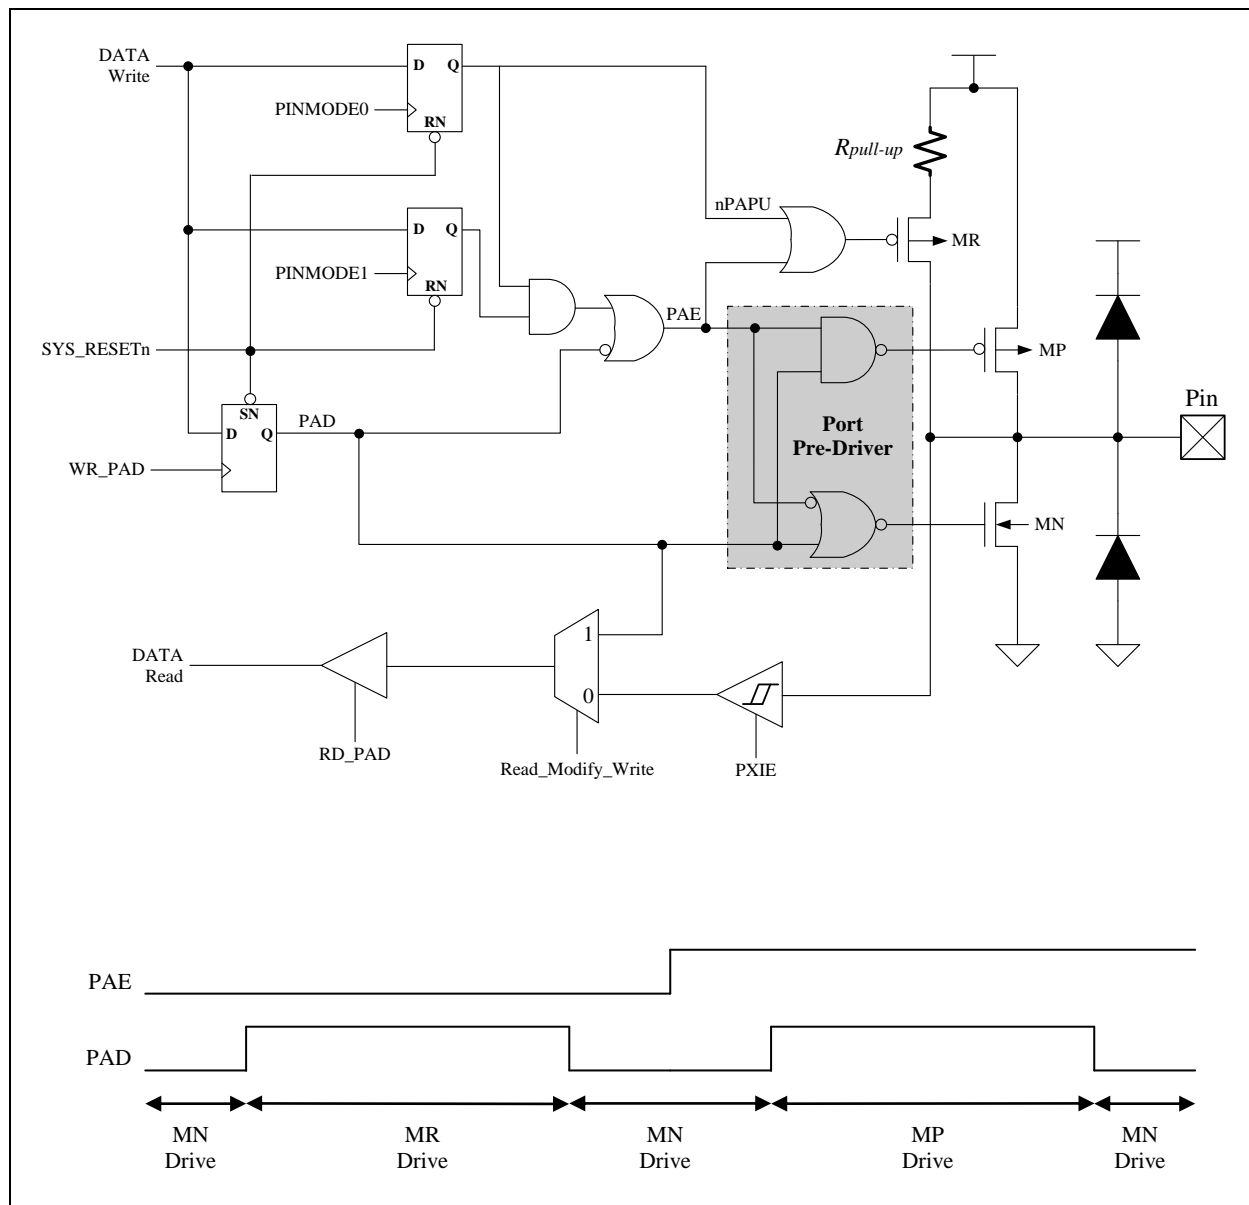 DATA
Write
D
Q
PINMODE0
RN
Rpull-up
nPAPU
D
Q
MR
PINMODE1
RN
PAE
SYS_RESETn
MP
SN
Pin
D
Q
PAD
Port
Pre-Driver
WR_PAD
MN
1
DATA
Read
0
RD_PAD
Read_Modify_Write
PXIE
PAE
PAD
MN
Drive
MR
Drive
MN
Drive
MP
Drive
MN
Drive